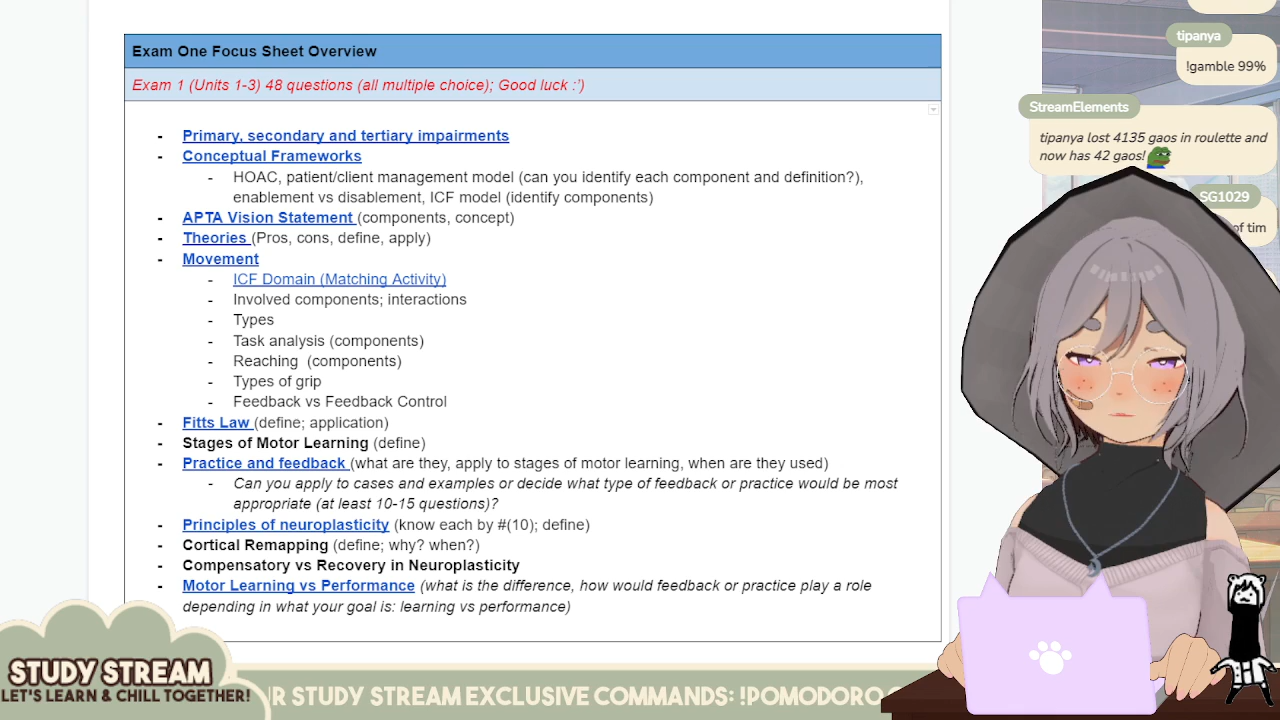 Exam One Focus Sheet Overview
Exam 1 (Units 1-3) 48 questions (all multiple choice); Good luck :')
- Primary, secondary and tertiary impairments
- Conceptual Frameworks
- HOAC, patient/client management model (can you identify each component and definition?),
enablement vs disablement, ICF model (identify components)
- APTA Vision Statement (components, concept)
- Theories (Pros, cons, define, apply)
- Movement
- ICF Domain (Matching Activity)
- Involved components; interactions
- Types
- Task analysis (components)
- Reaching (components)
- Types of grip
- Feedback vs Feedback Control
- Fitts Law (define; application)
- Stages of Motor Learning (define)
- Practice and feedback (what are they, apply to stages of motor learning, when are they used)
- Can you apply to cases and examples or decide what type of feedback or practice would be most
appropriate (at least 10-15 questions)?
- Principles of neuroplasticity (know each by #(10); define)
- Cortical Remapping (define; why? when?)
- Compensatory vs Recovery in Neuroplasticity
- Motor Learning vs Performance (what is the difference, how would feedback or practice play a role
depending in what your goal is: learning vs performance)
tipanya
!gamble 99%
StreamElements
tipanya lost 4135 gaos in roulette and
now has 42 gaos!
SG1029
of tim
STUDY STREAM
LET'S LEARN & CHILL TOGETHER!
R STUDY STREAM EXCLUSIVE COMMANDS: !POMODORO